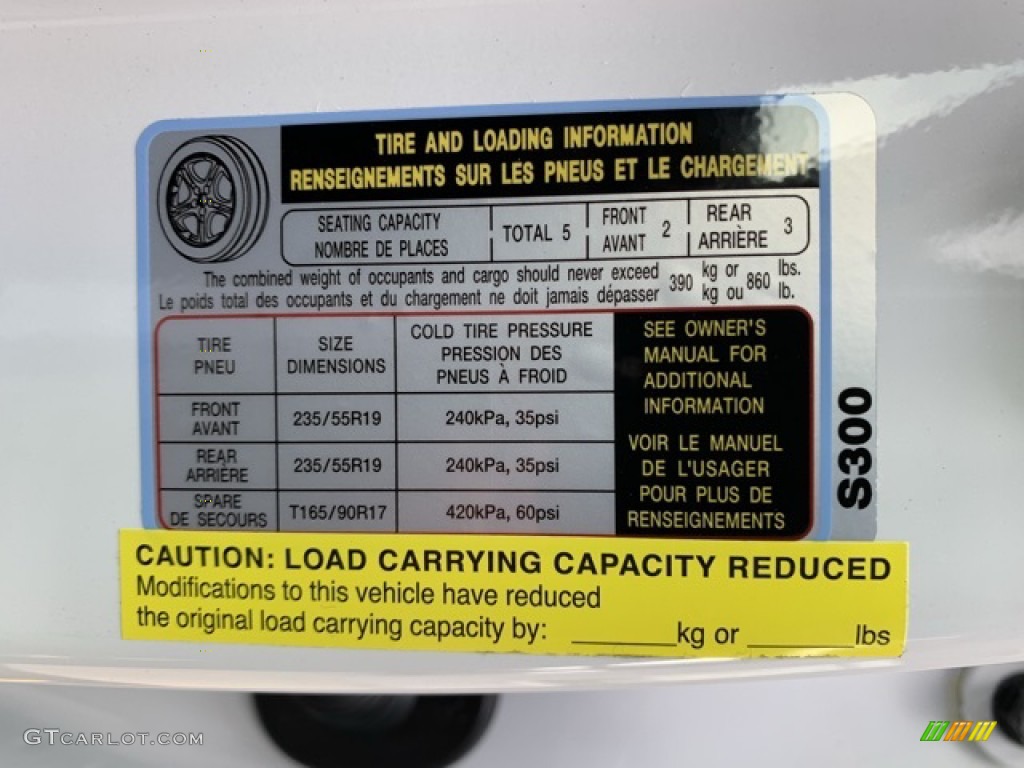 TIRE AND LOADING INFORMATION
RENSEIGNEMENTS SUR LES PNEUS ET LE CHARGEMENT
SEATING CAPACITY
NOMBRE DE PLACES
TOTAL 5
FRONT
AVANT
2
REAR
ARRIÈRE
3
The combined weight of occupants and cargo should never exceed
Le poids total des occupants et du chargement ne doit jamais dépasser
390
kg or
kg ou
860
lbs.
lb.
TIRE
PNEU
SIZE
DIMENSIONS
COLD TIRE PRESSURE
PRESSION DES
PNEUS À FROID
FRONT
AVANT
235/55R19
240kPa, 35psi
REAR
ARRIÈRE
235/55R19
240kPa, 35psi
SPARE
DE SECOURS
T165/90R17
420kPa, 60psi
SEE OWNER'S
MANUAL FOR
ADDITIONAL
INFORMATION
VOIR LE MANUEL
DE L'USAGER
POUR PLUS DE
RENSEIGNEMENTS
S300
CAUTION: LOAD CARRYING CAPACITY REDUCED
Modifications to this vehicle have reduced
the original load carrying capacity by: ______kg or ______lbs
GTCARLOT.COM